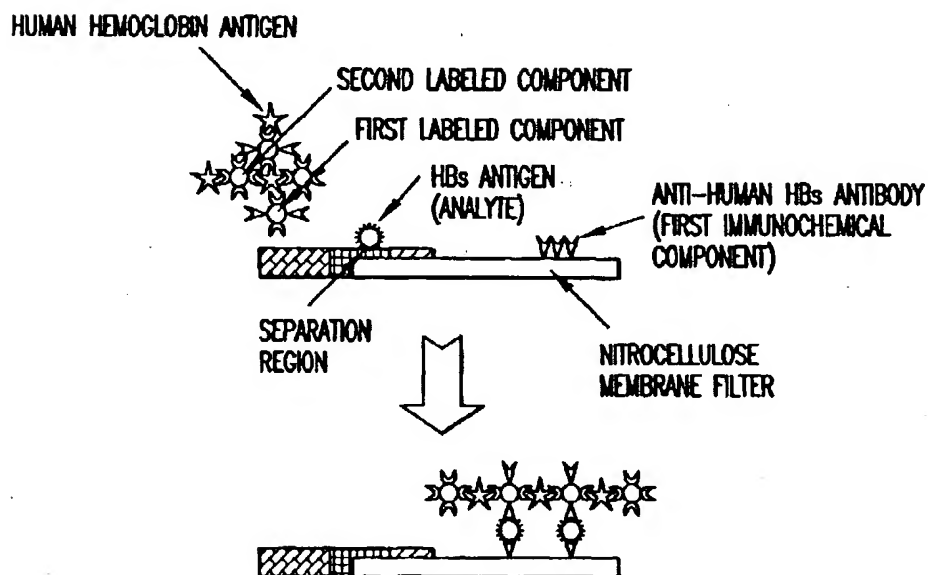 HUMAN HEMOGLOBIN ANTIGEN
SECOND LABELED COMPONENT
FIRST LABELED COMPONENT
HBs ANTIGEN
(ANALYTE)
ANTI-HUMAN HBs ANTIBODY
(FIRST IMMUNOCHEMICAL
COMPONENT)
SEPARATION
REGION
NITROCELLULOSE
MEMBRANE FILTER